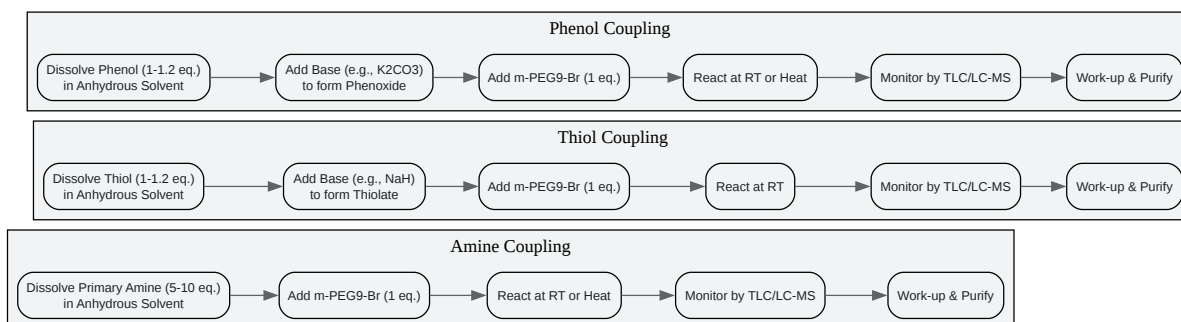 Phenol Coupling
Dissolve Phenol (1-1.2 eq.)
in Anhydrous Solvent
Add Base (e.g., K2CO3)
to form Phenoxide
Add m-PEG9-Br (1 eq.)
React at RT or Heat
Monitor by TLC/LC-MS
Work-up & Purify
Thiol Coupling
Dissolve Thiol (1-1.2 eq.)
in Anhydrous Solvent
Add Base (e.g., NaH)
to form Thiolate
Add m-PEG9-Br (1 eq.)
React at RT
Monitor by TLC/LC-MS
Work-up & Purify
Amine Coupling
Dissolve Primary Amine (5-10 eq.)
in Anhydrous Solvent
Add m-PEG9-Br (1 eq.)
React at RT or Heat
Monitor by TLC/LC-MS
Work-up & Purify